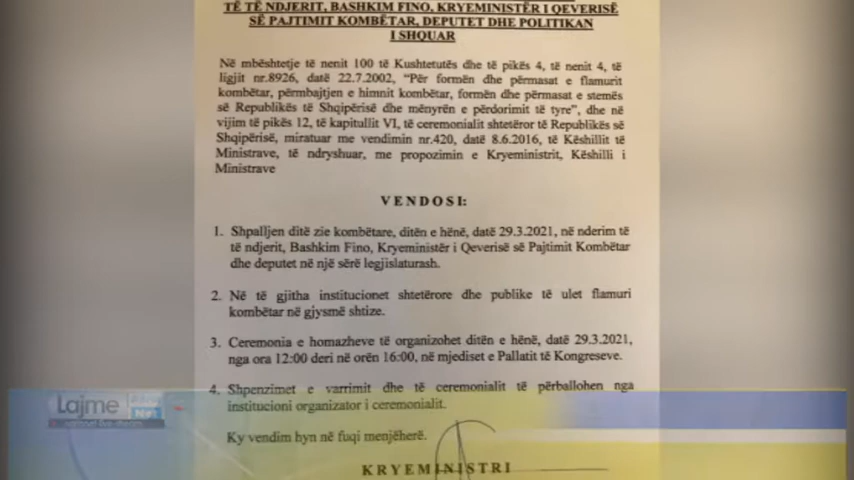 TË TË NDJERIT, BASHKIM FINO, KRYEMINISTËR I QEVERISË
SË PAJTIMIT KOMBËTAR, DEPUTET DHE POLITIKAN
I SHQUAR
Në mbështetje të nenit 100 të Kushtetutës dhe të pikës 4, të nenit 4, të
ligjit nr.8926, datë 22.7.2002, “Për formën dhe përmasat e flamurit
kombëtar, përmbajtjen e himnit kombëtar, formën dhe përmasat e stemës
së Republikës të Shqipërisë dhe mënyrën e përdorimit të tyre”, dhe në
vijim të pikës 12, të kapitullit VI, të ceremonialit shtetëror të Republikës së
Shqipërisë, miratuar me vendimin nr.420, datë 8.6.2016, të Këshillit të
Ministrave, të ndryshuar, me propozimin e Kryeministrit, Këshilli i
Ministrave
VENDOSI:
1. Shpalljen ditë zie kombëtare, ditën e hënë, datë 29.3.2021, në nderim të
të ndjerit, Bashkim Fino, Kryeministër i Qeverisë së Pajtimit Kombëtar
dhe deputet në një sërë legjislaturash.
2. Në të gjitha institucionet shtetërore dhe publike të ulet flamuri
kombëtar në gjysmë shtize.
3. Ceremonia e homazheve të organizohet ditën e hënë, datë 29.3.2021,
nga ora 12:00 deri në orën 16:00, në mjediset e Pallatit të Kongreseve.
4. Shpenzimet e varrimit dhe të ceremonialit të përballohen nga
institucioni organizator i ceremonialit.
Lajme
Ky vendim hyn në fuqi menjëherë.
KRYEMINISTRI